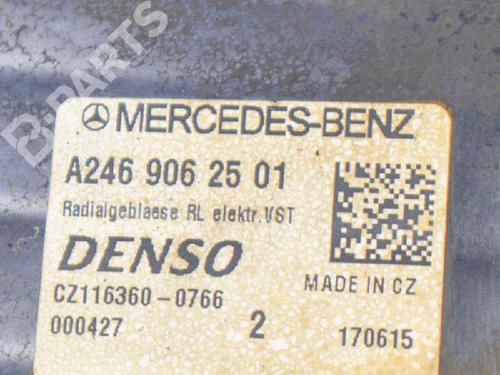 B-PARTS
MERCEDES-BENZ
A246 906 25 01
Radialgeblaese RL elektr.VST
DENSO
MADE IN CZ
CZ116360-0766
000427 2 170615